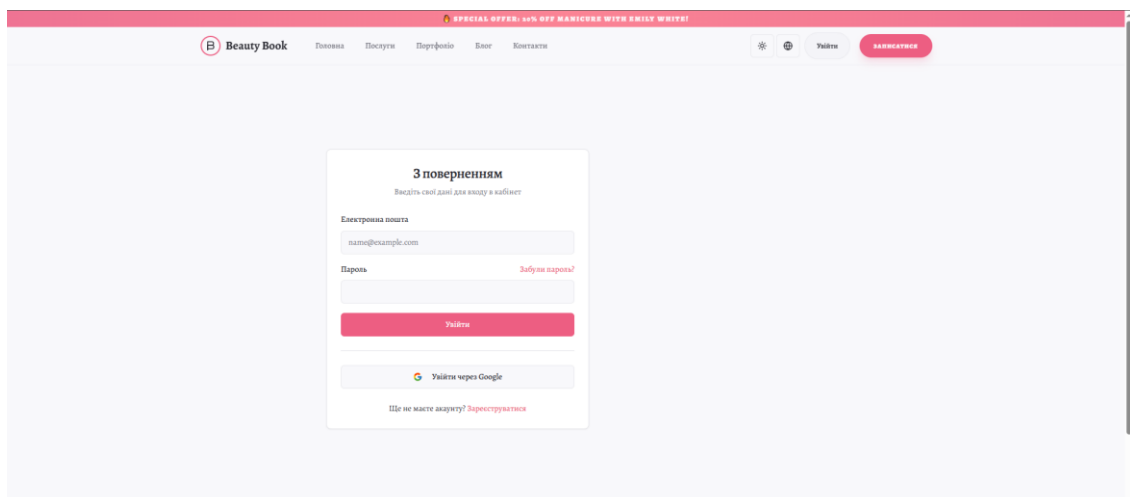 🔥 SPECIAL OFFER: 20% OFF MANICURE WITH EMILY WHITE!
B Beauty Book Головна Послуги Портфоліо Блог Контакти Увійти ЗАПИСАТИСЯ
З поверненням
Введіть свої дані для входу в кабінет
Електронна пошта
name@example.com
Пароль Забули пароль?
Увійти
Увійти через Google
Ще не маєте акаунту? Зареєструватися